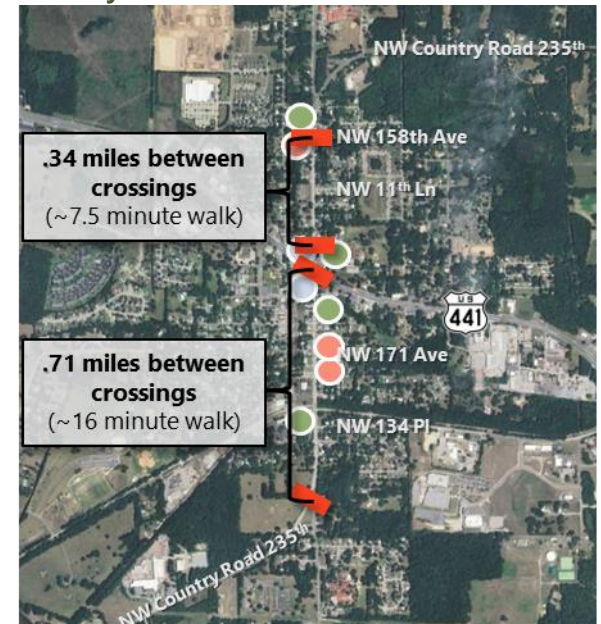 NW Country Road 235th
NW 158th Ave
.34 miles between
crossings
(~7.5 minute walk)
NW 11th Ln
US
441
.71 miles between
crossings
(~16 minute walk)
NW 171 Ave
NW 134 Pl
NW Country Road 235th